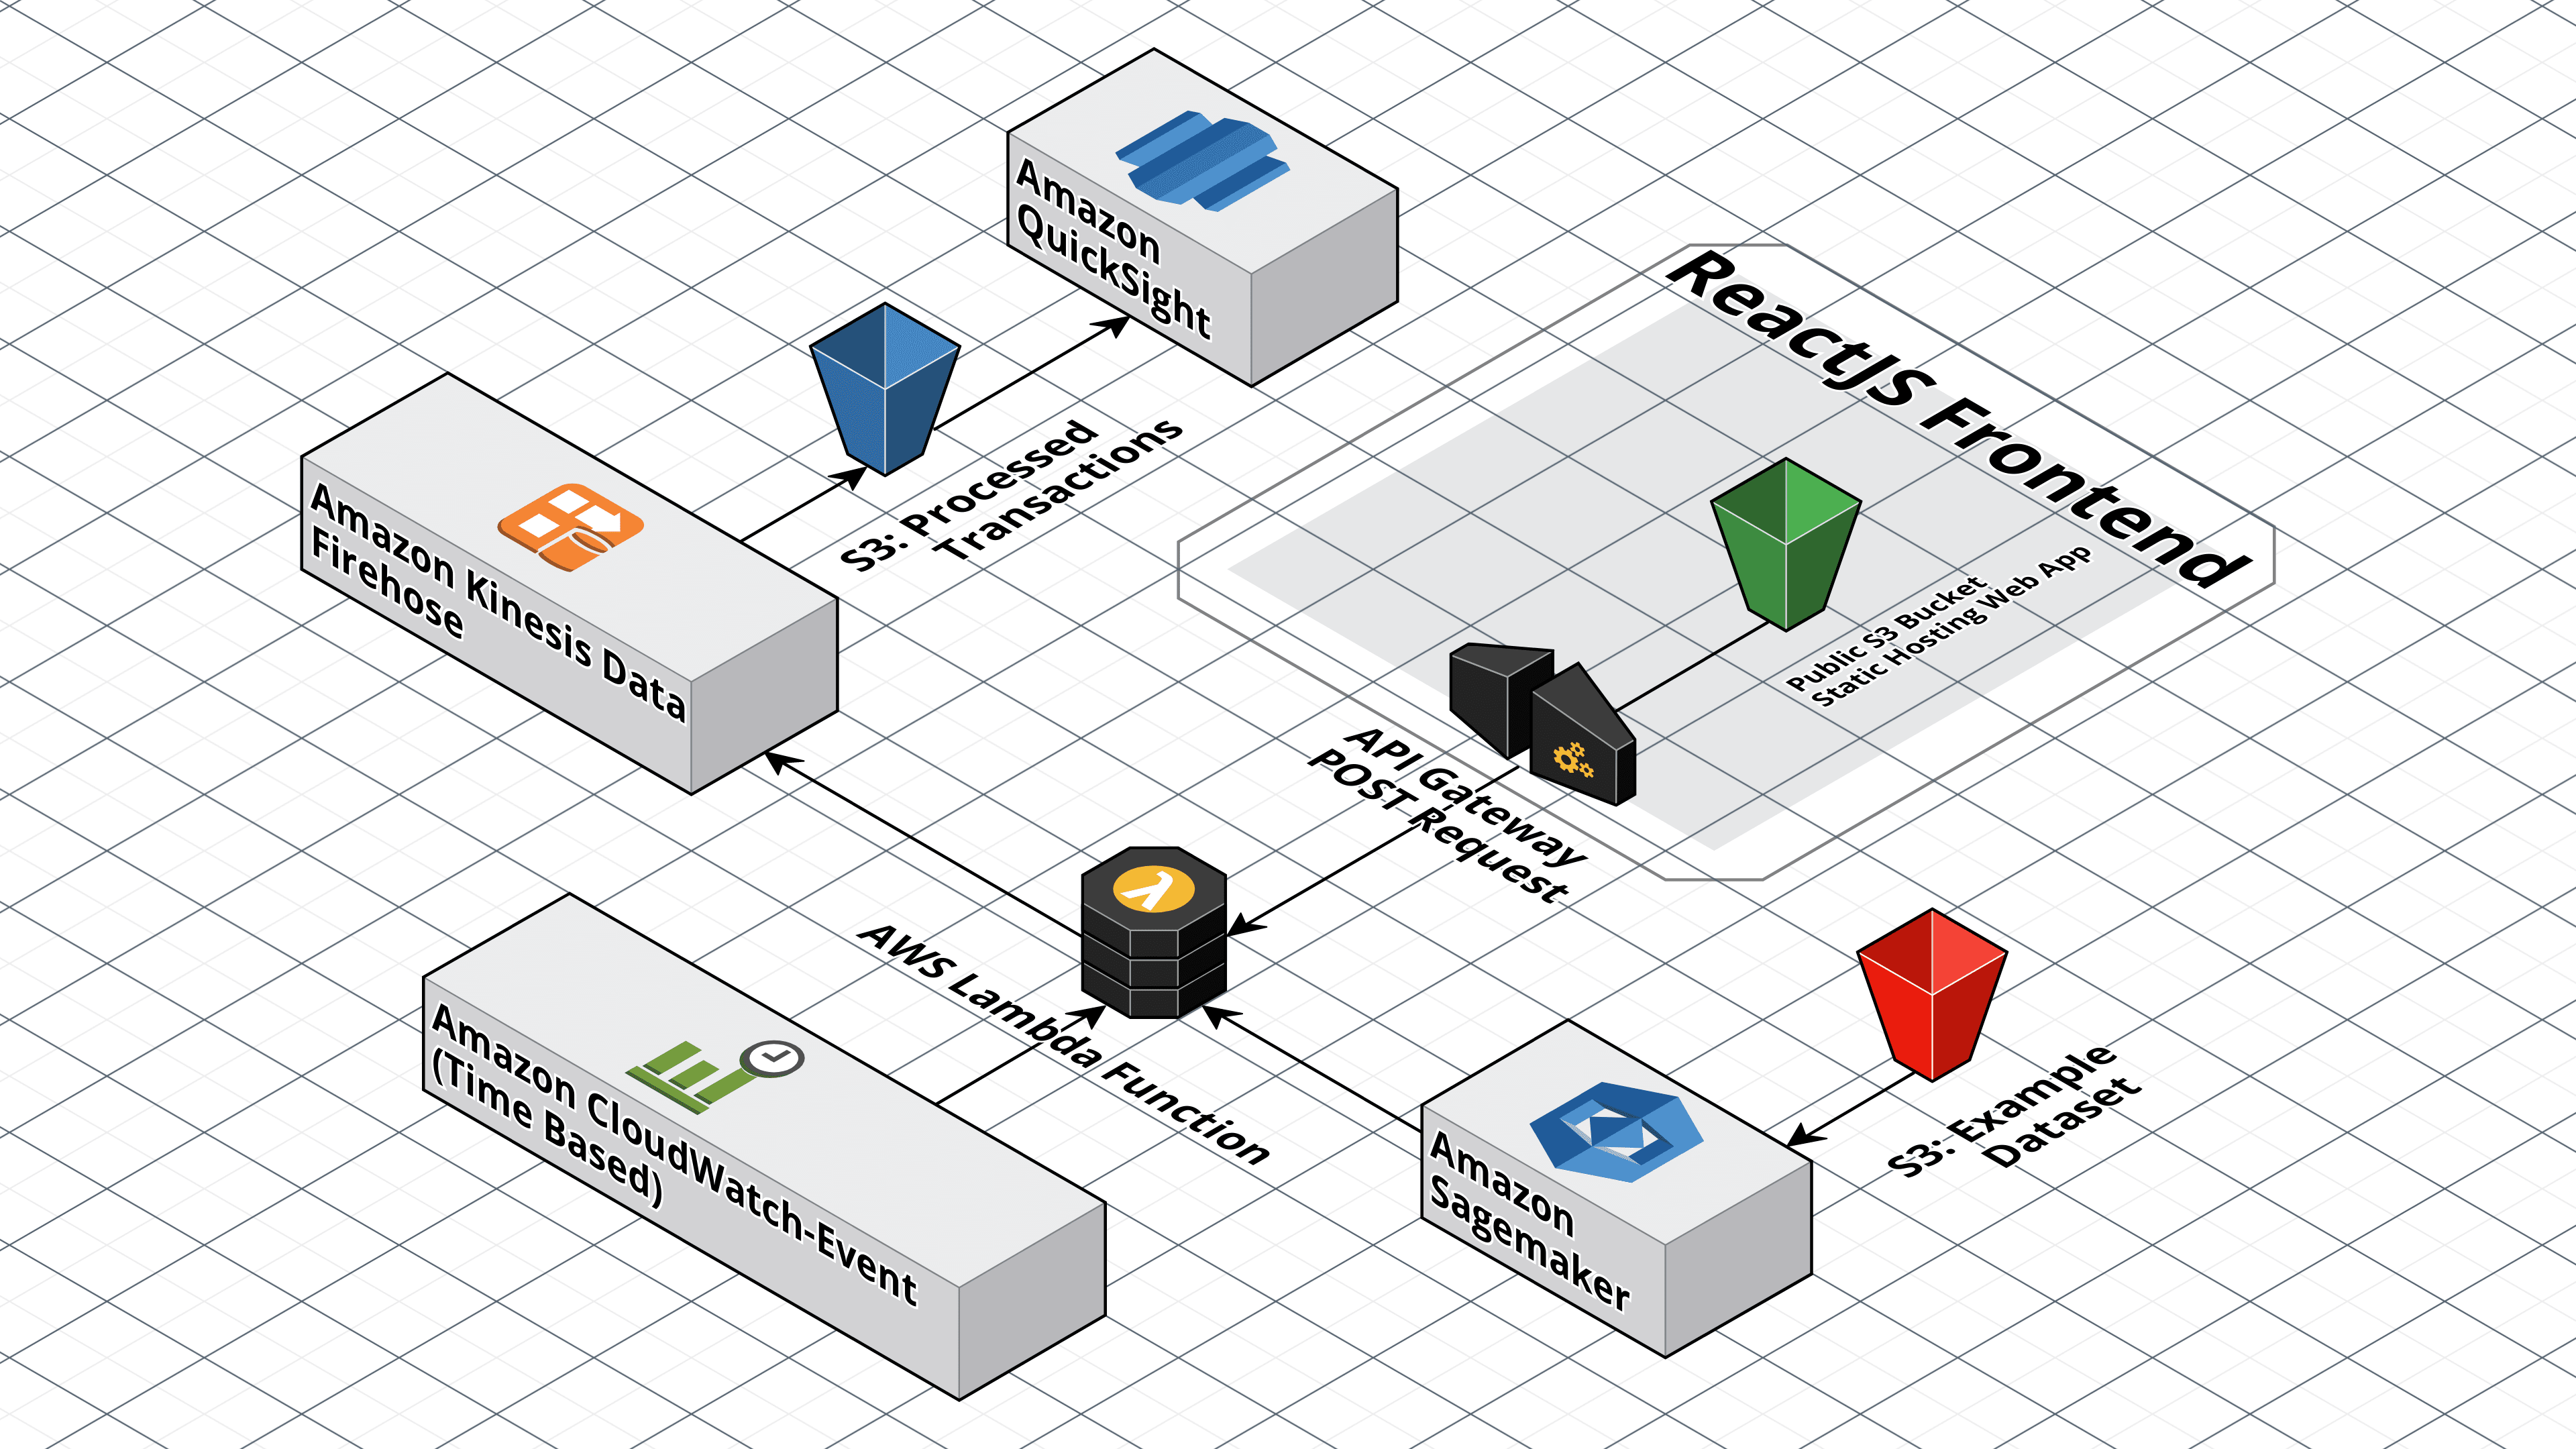 Amazon
QuickSight
ReactJS Frontend
S3: Processed
Transactions
Amazon Kinesis Data
Firehose
Public S3 Bucket
Static Hosting Web App
API Gateway
POST Request
λ
AWS Lambda Function
Amazon CloudWatch-Event
(Time Based)
S3: Example
Dataset
Amazon
Sagemaker